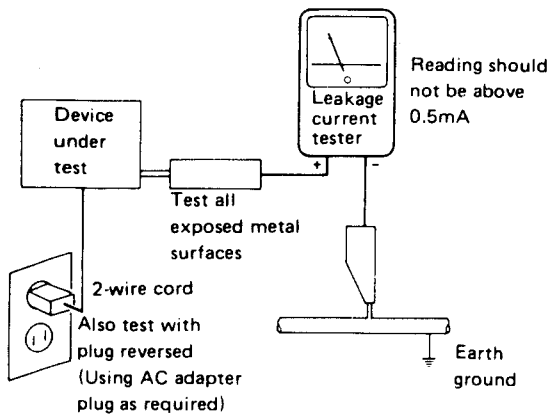 Device
under
test
Leakage
current
tester
+
-
Reading should
not be above
0.5mA
Test all
exposed metal
surfaces
2-wire cord
Also test with
plug reversed
(Using AC adapter
plug as required)
Earth
ground